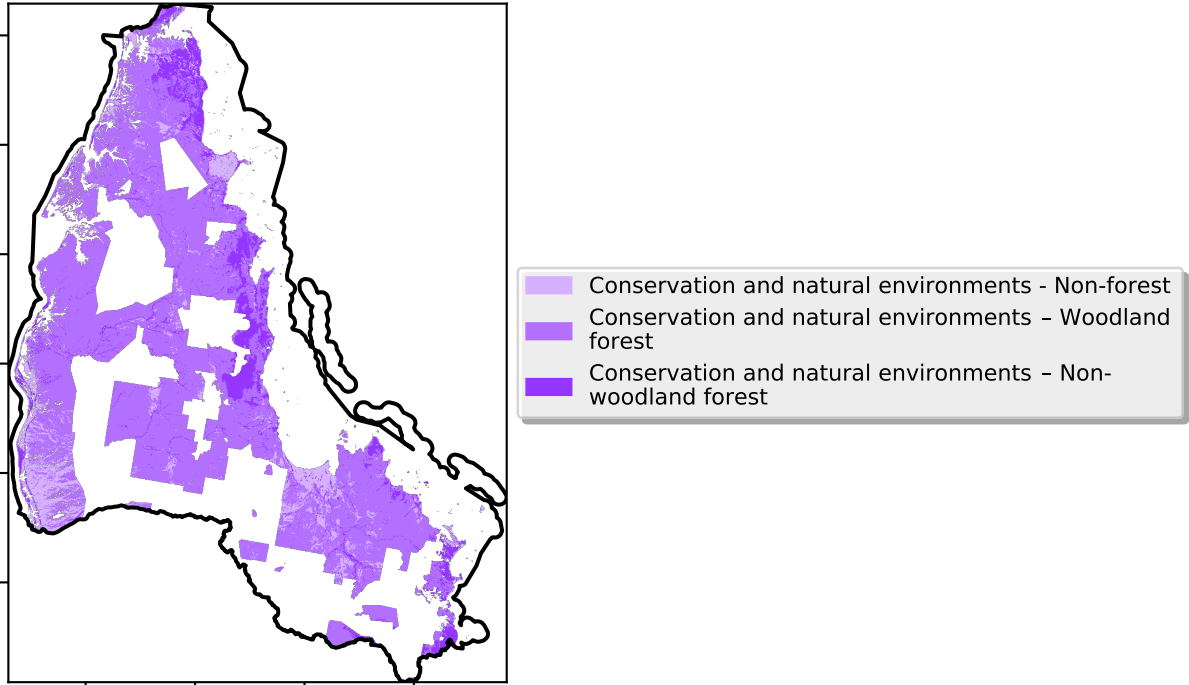 Conservation and natural environments - Non-forest
Conservation and natural environments – Woodland
forest
Conservation and natural environments – Non-
woodland forest